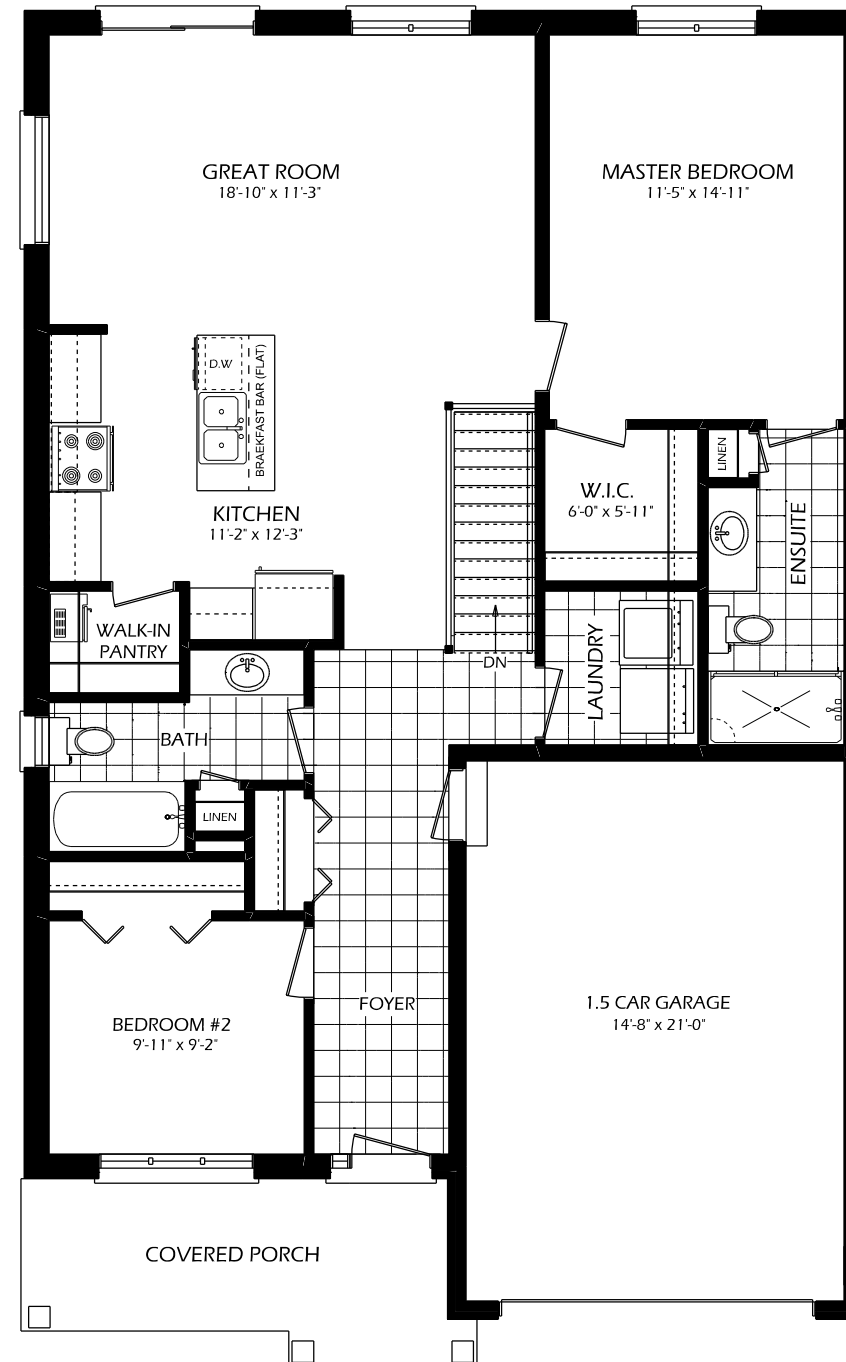 GREAT ROOM
18'-10" x 11'-3"
MASTER BEDROOM
11'-5" x 14'-11"
D.W
BRAEKFAST BAR (FLAT)
KITCHEN
11'-2" x 12'-3"
W.I.C.
6'-0" x 5'-11"
LINEN
ENSUITE
WALK-IN
PANTRY
DN
LAUNDRY
BATH
LINEN
FOYER
BEDROOM #2
9'-11" x 9'-2"
1.5 CAR GARAGE
14'-8" x 21'-0"
COVERED PORCH